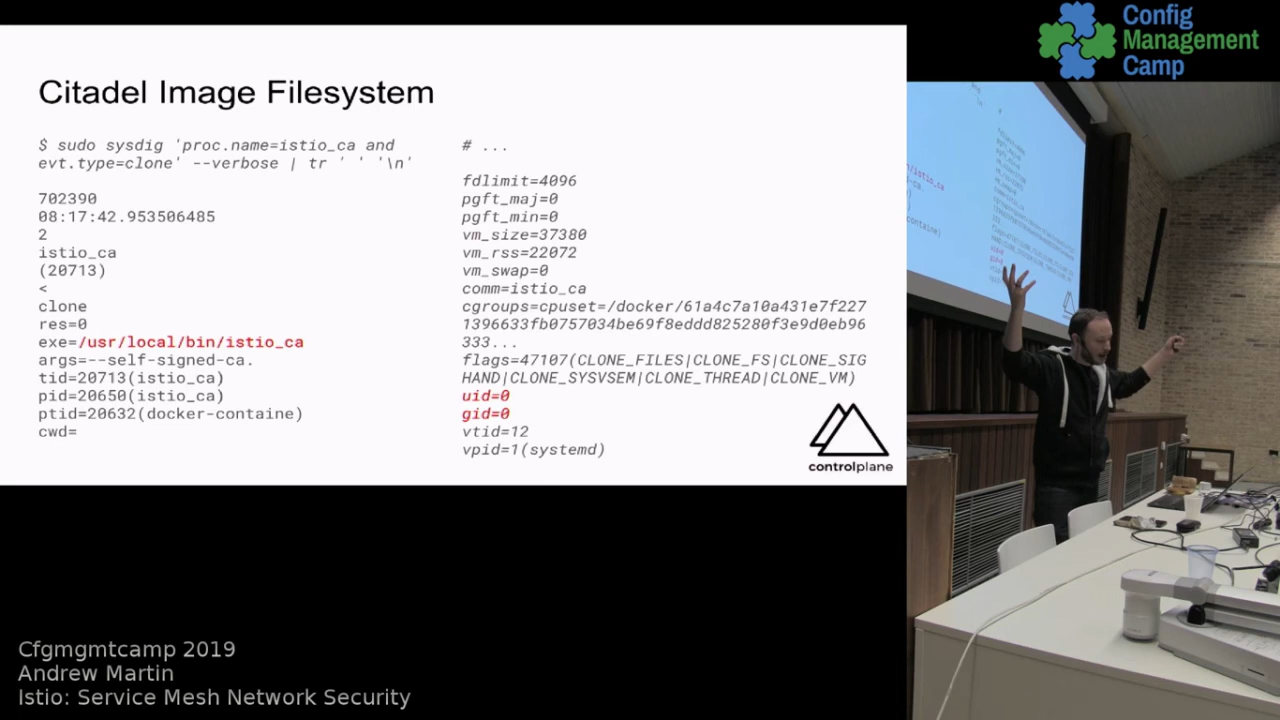 Config
Management
Camp
Citadel Image Filesystem
$ sudo sysdig 'proc.name=istio_ca and
evt.type=clone' --verbose | tr ' ' '\n'
702390
08:17:42.953506485
2
istio_ca
(20713)
<
clone
res=0
exe=/usr/local/bin/istio_ca
args=--self-signed-ca.
tid=20713(istio_ca)
pid=20650(istio_ca)
ptid=20632(docker-containe)
cwd=
# ...
fdlimit=4096
pgft_maj=0
pgft_min=0
vm_size=37380
vm_rss=22072
vm_swap=0
comm=istio_ca
cgroups=cpuset=/docker/61a4c7a10a431e7f227
1396633fb0757034be69f8eddd825280f3e9d0eb96
333...
flags=47107(CLONE_FILES|CLONE_FS|CLONE_SIG
HAND|CLONE_SYSVSEM|CLONE_THREAD|CLONE_VM)
uid=0
gid=0
vtid=12
vpid=1(systemd)
controlplane
Cfgmgmtcamp 2019
Andrew Martin
Istio: Service Mesh Network Security